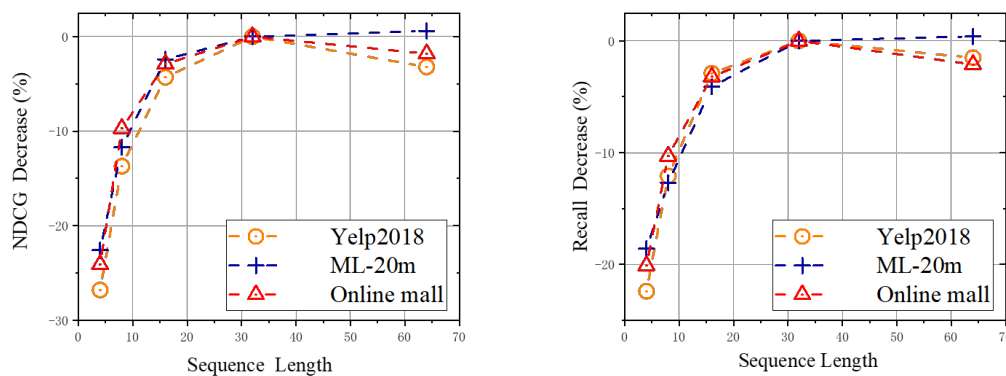 0
-10
-20
-30
NDCG Decrease (%)
Yelp2018
ML-20m
Online mall
0 10 20 30 40 50 60 70
Sequence Length
0
-10
-20
Recall Decrease (%)
Yelp2018
ML-20m
Online mall
0 10 20 30 40 50 60 70
Sequence Length